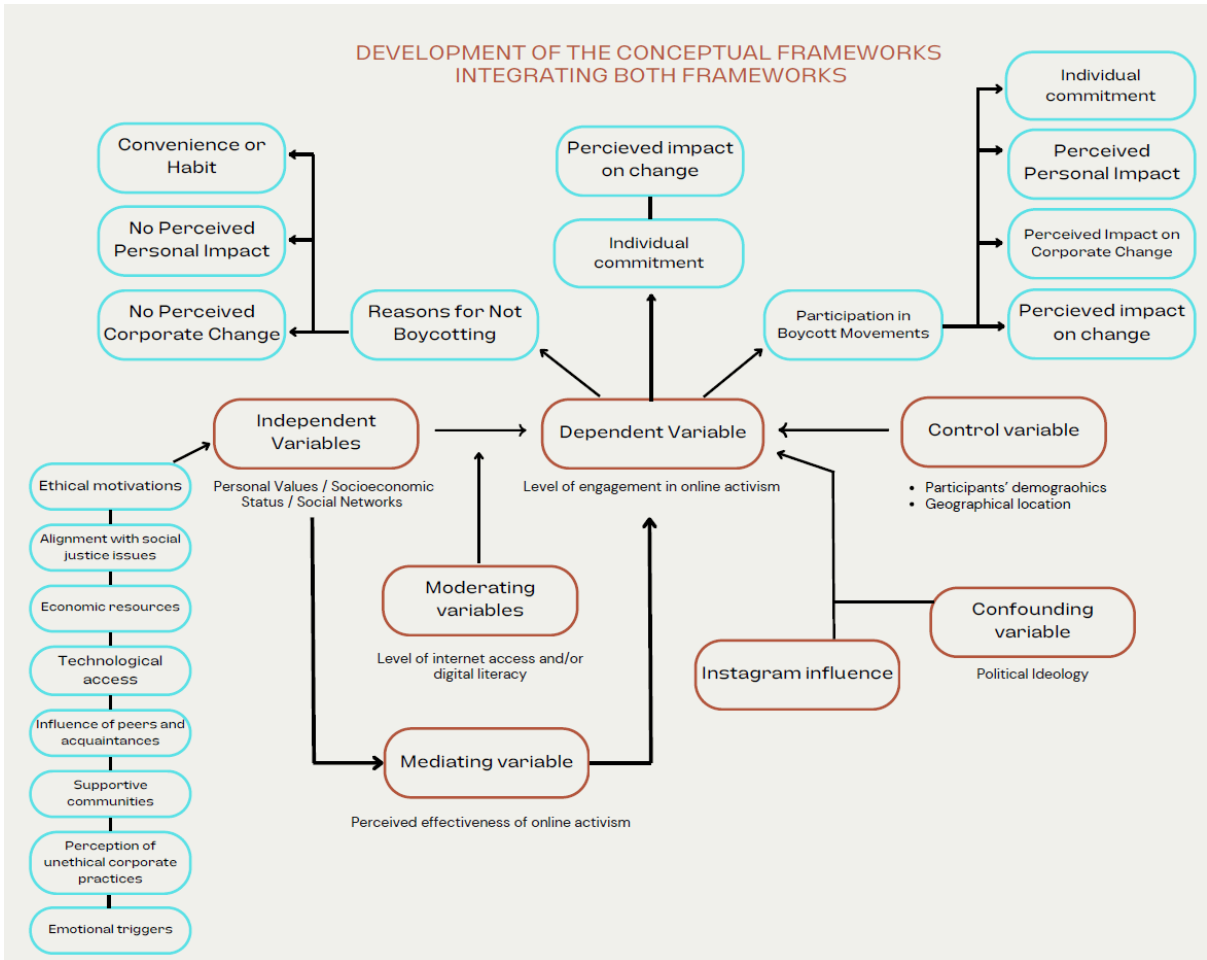 DEVELOPMENT OF THE CONCEPTUAL FRAMEWORKS
INTEGRATING BOTH FRAMEWORKS
Convenience or
Habit
No Perceived
Personal Impact
No Perceived
Corporate Change
Reasons for Not
Boycotting
Percieved impact
on change
Individual
commitment
Participation in
Boycott Movements
Individual
commitment
Perceived
Personal Impact
Perceived Impact on
Corporate Change
Percieved impact
on change
Independent
Variables
Personal Values / Socioeconomic
Status / Social Networks
Dependent Variable
Level of engagement in online activism
Control variable
• Participants' demograohics
• Geographical location
Ethical motivations
Alignment with social
justice issues
Economic resources
Technological
access
Influence of peers and
acquaintances
Supportive
communities
Perception of
unethical corporate
practices
Emotional triggers
Moderating
variables
Level of internet access and/or
digital literacy
Mediating variable
Perceived effectiveness of online activism
Instagram influence
Confounding
variable
Political Ideology